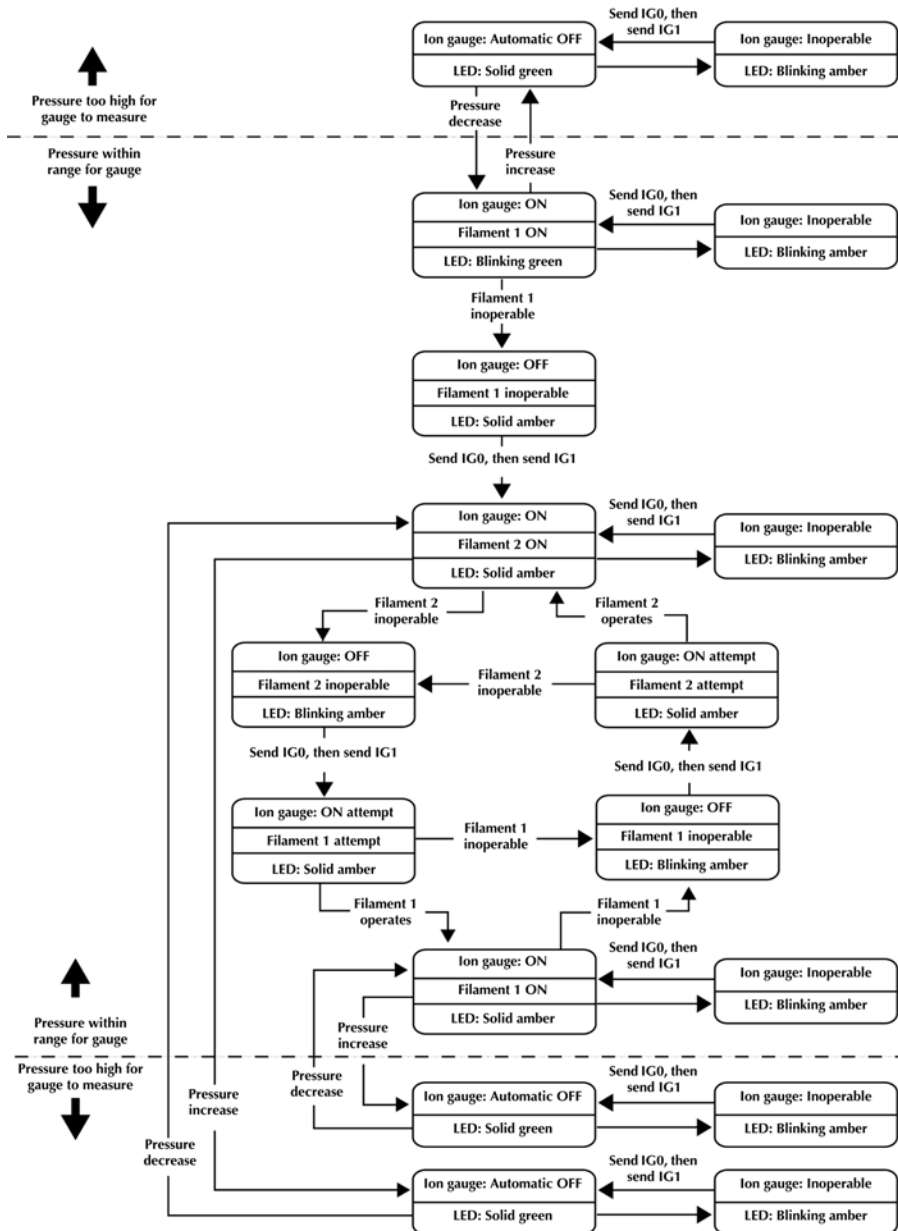 Send IG0, then
send IG1
Ion gauge: Automatic OFF
LED: Solid green
Ion gauge: Inoperable
LED: Blinking amber
Pressure too high for
gauge to measure
Pressure
decrease
Pressure within
range for gauge
Pressure
increase
Ion gauge: ON
Filament 1 ON
LED: Blinking green
Send IG0, then
send IG1
Ion gauge: Inoperable
LED: Blinking amber
Filament 1
inoperable
Ion gauge: OFF
Filament 1 inoperable
LED: Solid amber
Send IG0, then send IG1
Ion gauge: ON
Filament 2 ON
LED: Solid amber
Send IG0, then
send IG1
Ion gauge: Inoperable
LED: Blinking amber
Filament 2
inoperable
Filament 2
operates
Ion gauge: OFF
Filament 2 inoperable
LED: Blinking amber
Filament 2
inoperable
Ion gauge: ON attempt
Filament 2 attempt
LED: Solid amber
Send IG0, then send IG1
Send IG0, then send IG1
Ion gauge: ON attempt
Filament 1 attempt
LED: Solid amber
Filament 1
inoperable
Ion gauge: OFF
Filament 1 inoperable
LED: Blinking amber
Filament 1
operates
Filament 1
inoperable
Ion gauge: ON
Filament 1 ON
LED: Solid amber
Send IG0, then
send IG1
Ion gauge: Inoperable
LED: Blinking amber
Pressure within
range for gauge
Pressure
increase
Pressure too high for
gauge to measure
Pressure
decrease
Pressure
increase
Pressure
decrease
Ion gauge: Automatic OFF
LED: Solid green
Send IG0, then
send IG1
Ion gauge: Inoperable
LED: Blinking amber
Ion gauge: Automatic OFF
LED: Solid green
Send IG0, then
send IG1
Ion gauge: Inoperable
LED: Blinking amber